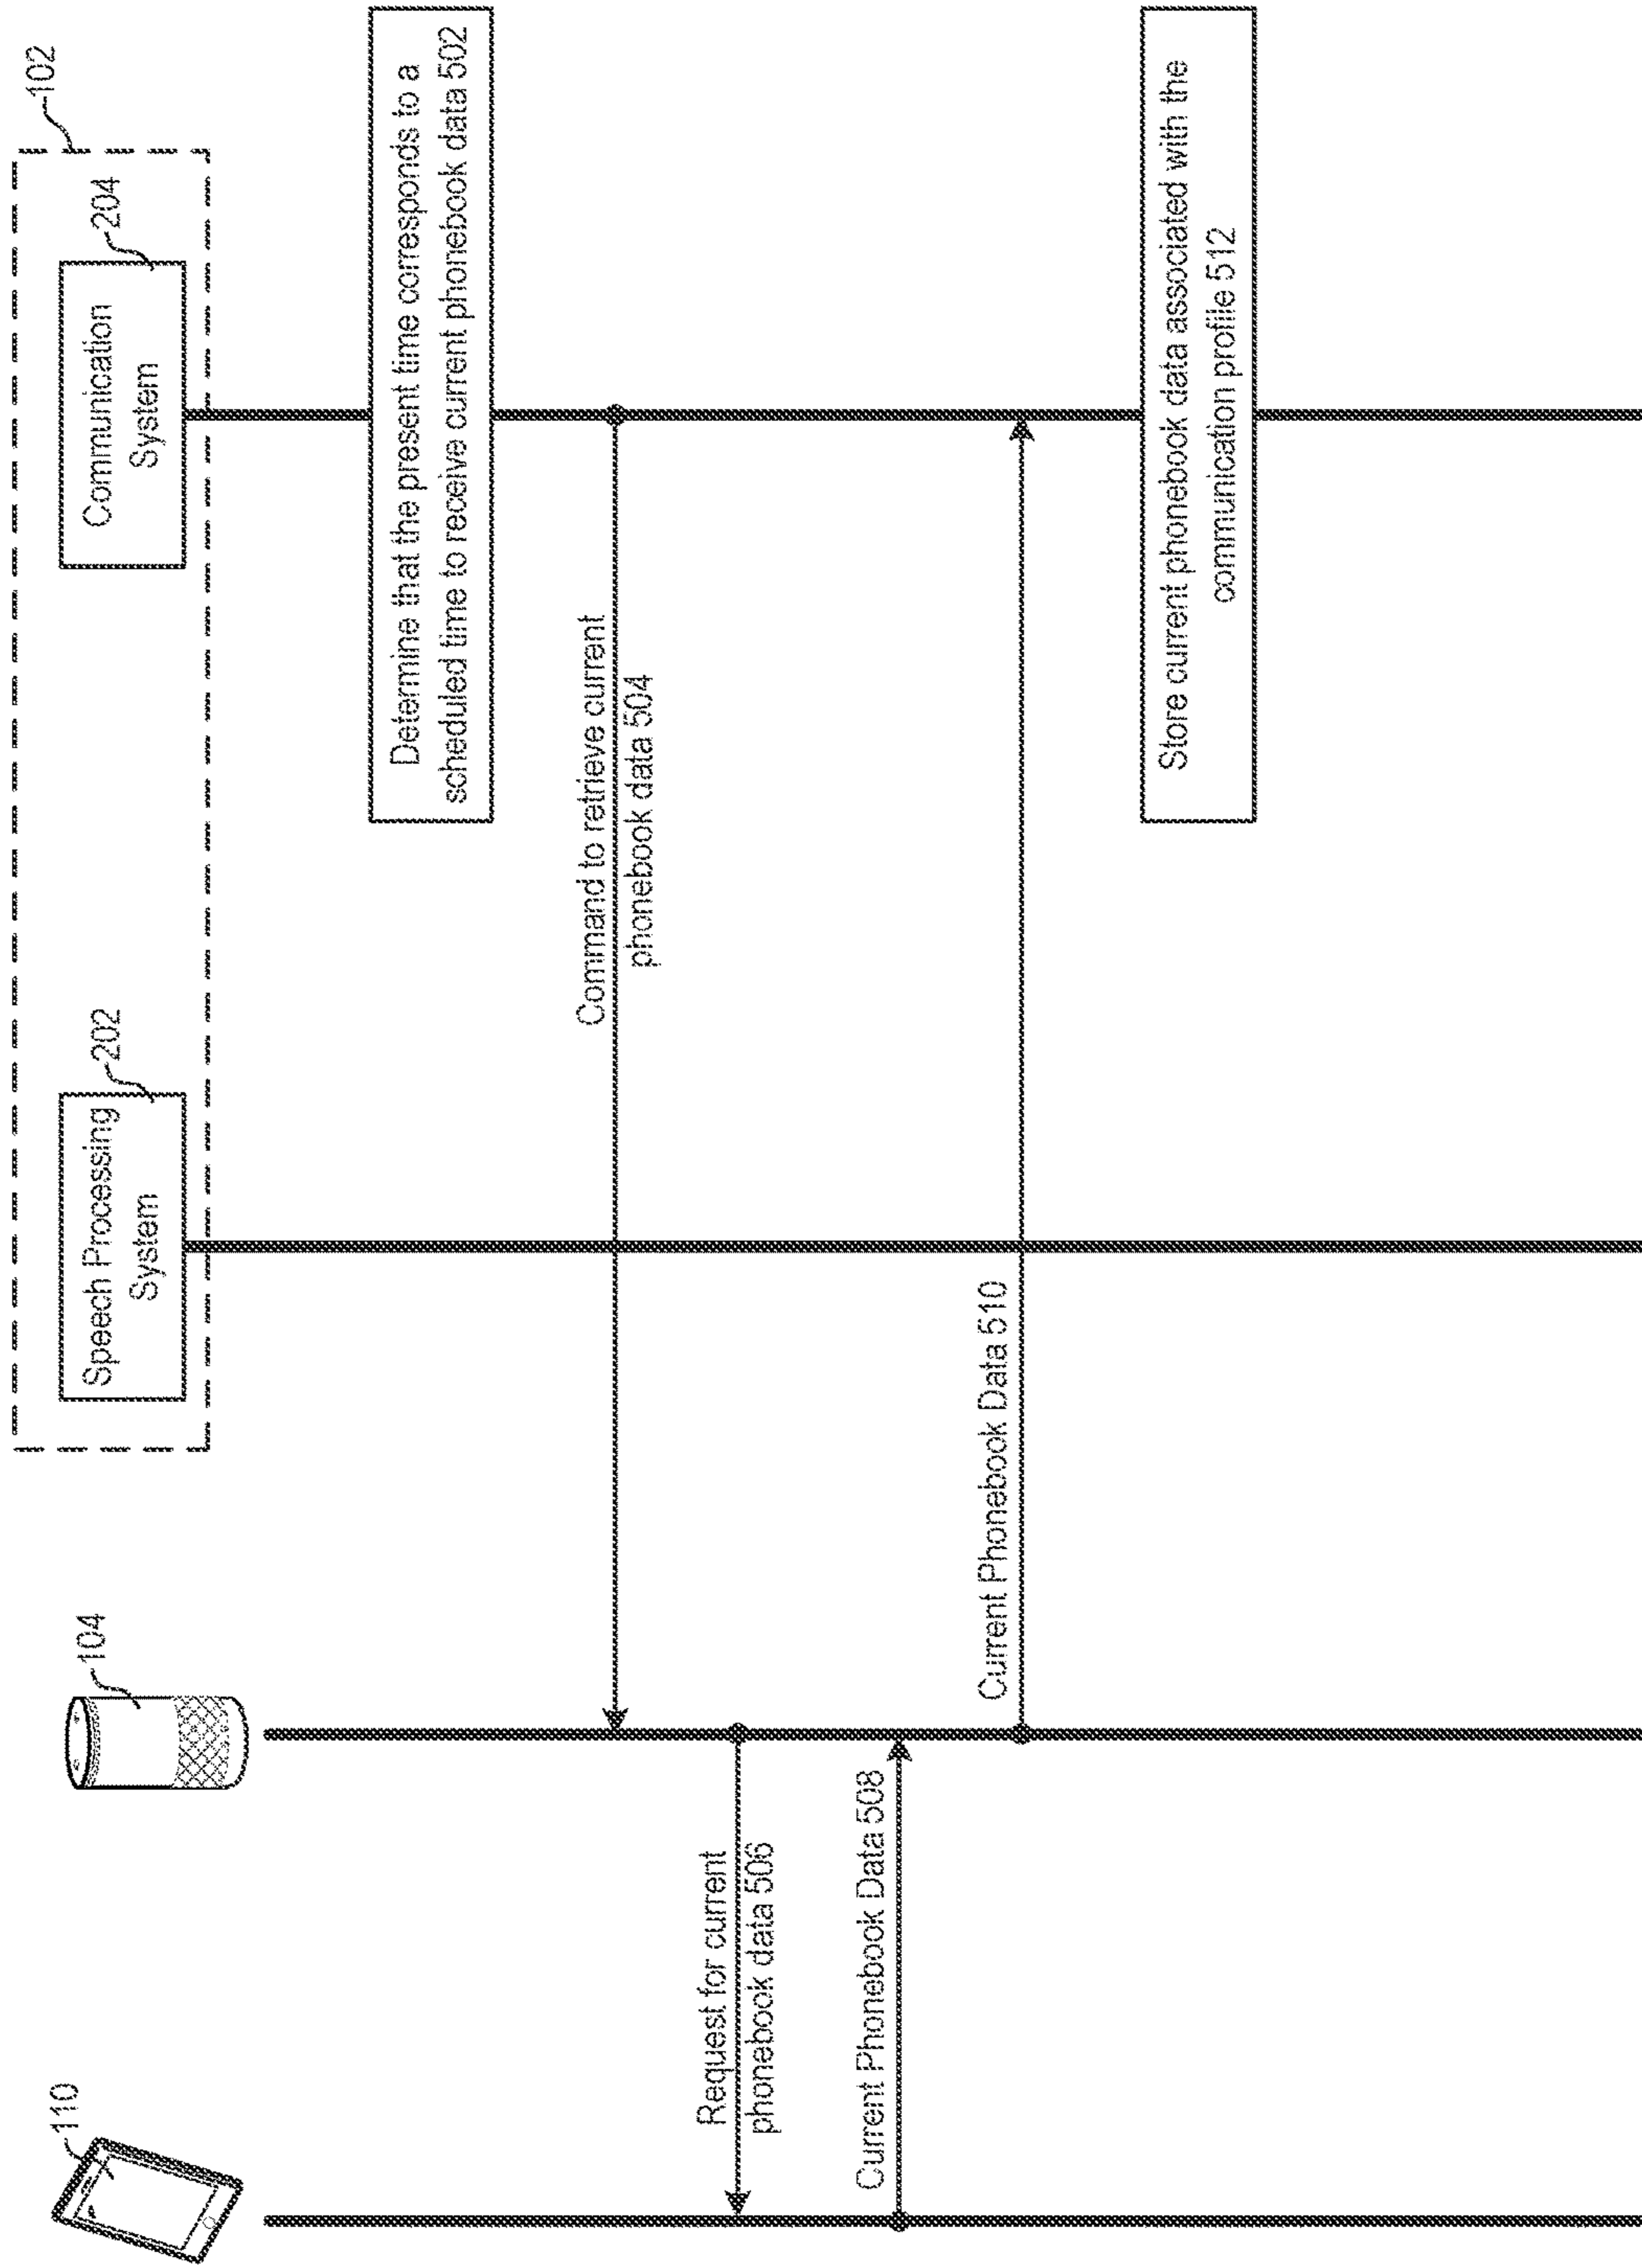 102
110
104
Speech Processing
System
202
Communication
System
204
Determine that the present time corresponds to a
scheduled time to receive current phonebook data 502
Command to retrieve current
phonebook data 504
Request for current
phonebook data 506
Current Phonebook Data 508
Current Phonebook Data 510
Store current phonebook data associated with the
communication profile 512